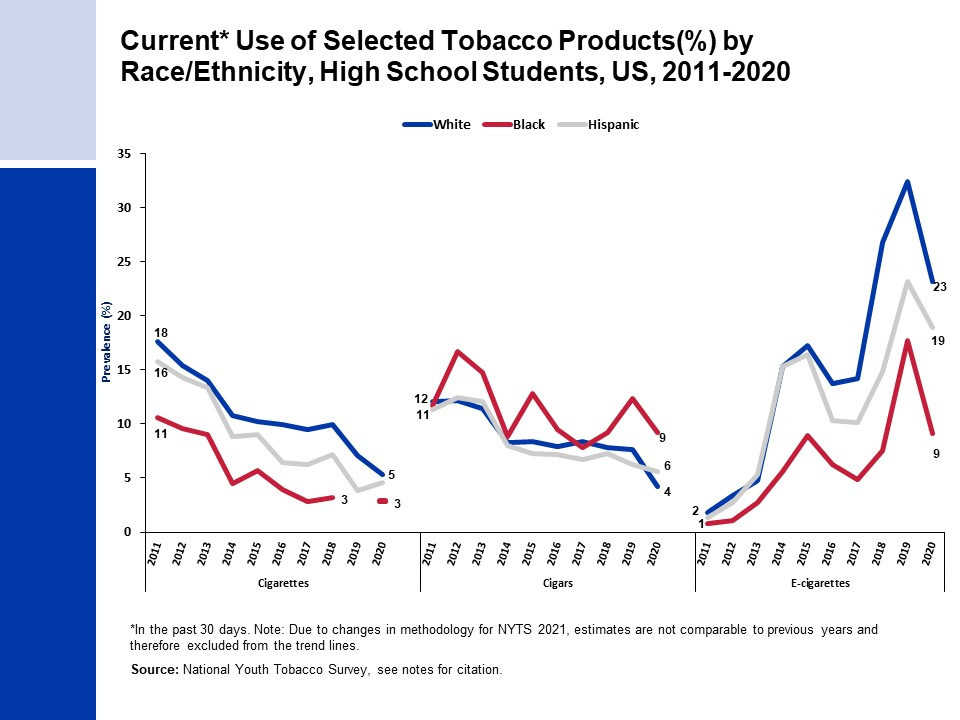 Current* Use of Selected Tobacco Products(%) by
Race/Ethnicity, High School Students, US, 2011-2020
White Black Hispanic
35
30
25
20
15
10
5
0
Prevalence (%)
18
16
11
5
3
3
12
11
9
6
4
2
1
23
19
9
2011 2012 2013 2014 2015 2016 2017 2018 2019 2020 2011 2012 2013 2014 2015 2016 2017 2018 2019 2020 2011 2012 2013 2014 2015 2016 2017 2018 2019 2020
Cigarettes Cigars E-cigarettes
*In the past 30 days. Note: Due to changes in methodology for NYTS 2021, estimates are not comparable to previous years and
therefore excluded from the trend lines.
Source: National Youth Tobacco Survey, see notes for citation.